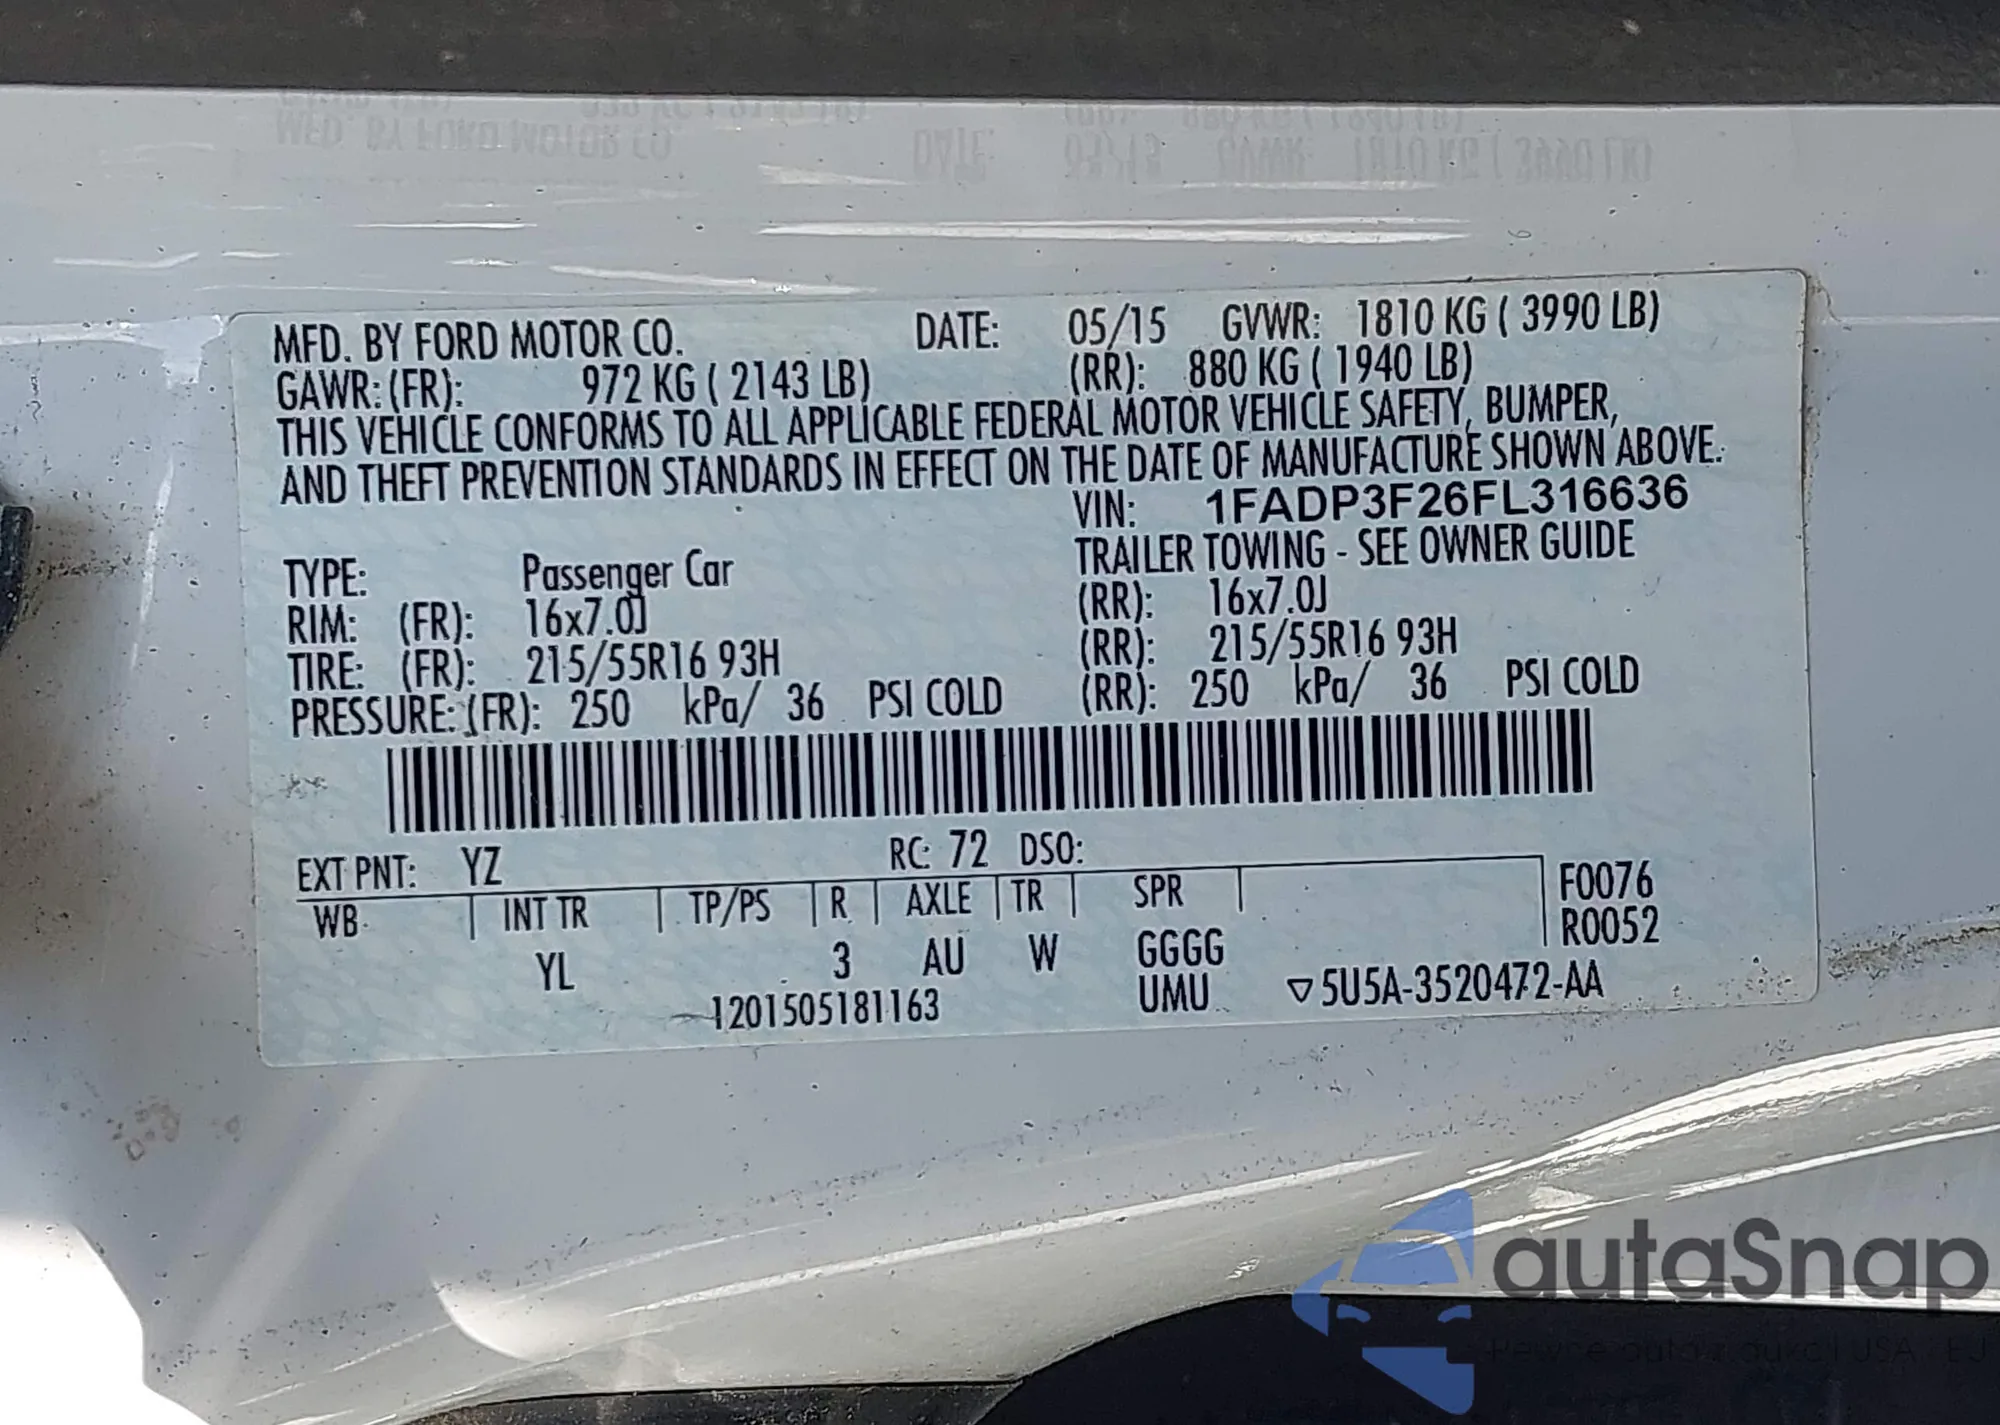 MFD. BY FORD MOTOR CO. DATE: 05/15 GVWR: 1810 KG ( 3990 LB)
GAWR: (FR): 972 KG ( 2143 LB) (RR): 880 KG ( 1940 LB)
THIS VEHICLE CONFORMS TO ALL APPLICABLE FEDERAL MOTOR VEHICLE SAFETY, BUMPER,
AND THEFT PREVENTION STANDARDS IN EFFECT ON THE DATE OF MANUFACTURE SHOWN ABOVE.
VIN: 1FADP3F26FL316636
TRAILER TOWING - SEE OWNER GUIDE
TYPE: Passenger Car
RIM: (FR): 16x7.0J (RR): 16x7.0J
TIRE: (FR): 215/55R16 93H (RR): 215/55R16 93H
PRESSURE: (FR): 250 kPa/ 36 PSI COLD (RR): 250 kPa/ 36 PSI COLD
EXT PNT: YZ RC: 72 DSO:
WB INT TR TP/PS R AXLE TR SPR F0076
R0052
YL 3 AU W GGGG
1201505181163 UMU ▽5U5A-3520472-AA
autaSnap